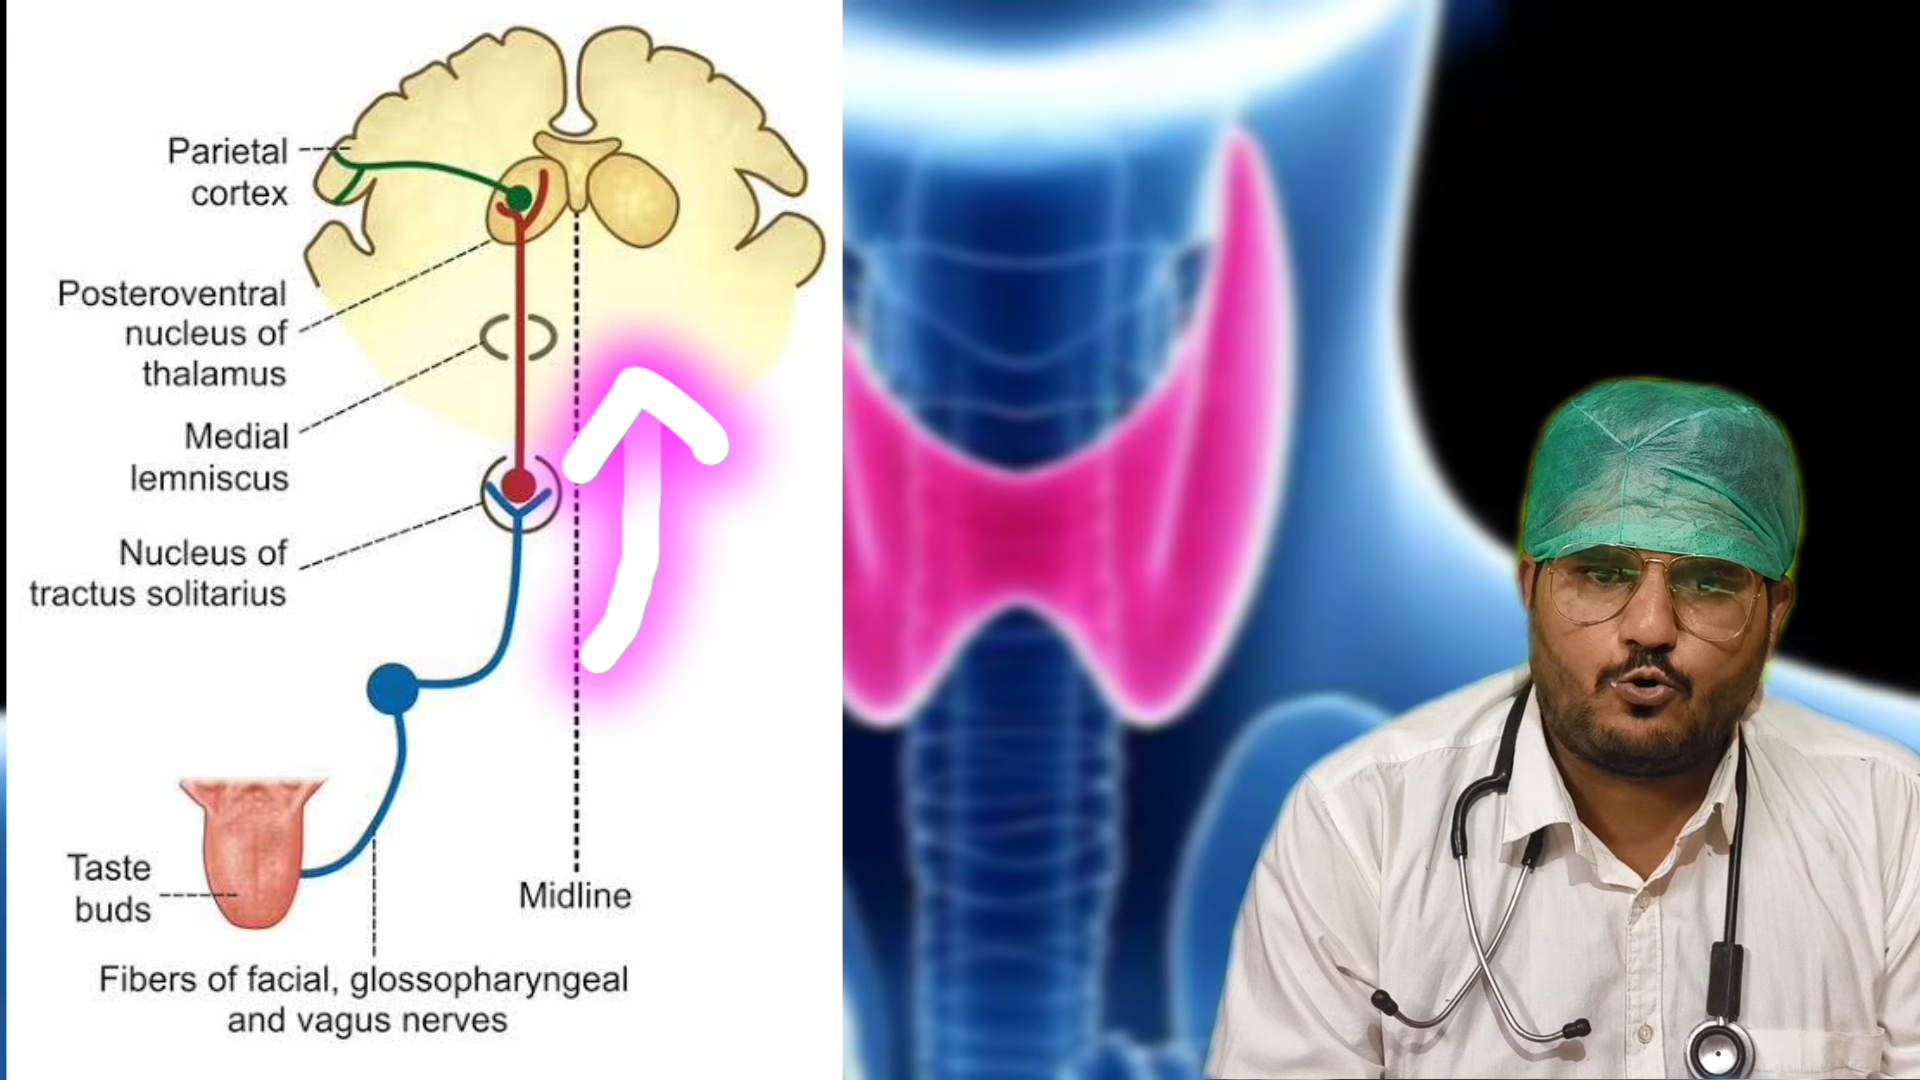 Parietal
cortex
Posteroventral
nucleus of
thalamus
Medial
lemniscus
Nucleus of
tractus solitarius
Taste
buds
Midline
Fibers of facial, glossopharyngeal
and vagus nerves